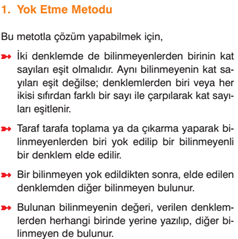 1. Yok Etme Metodu
Bu metotla çözüm yapabilmek için,
İki denklemde de bilinmeyenlerden birinin kat
sayıları eşit olmalıdır. Aynı bilinmeyenin kat sa-
yıları eşit değilse; denklemlerden biri veya her
ikisi sıfırdan farklı bir sayı ile çarpılarak kat sayı-
ları eşitlenir.
Taraf tarafa toplama ya da çıkarma yaparak bi-
linmeyenlerden biri yok edilip bir bilinmeyenli
bir denklem elde edilir.
Bir bilinmeyen yok edildikten sonra, elde edilen
denklemden diğer bilinmeyen bulunur.
Bulunan bilinmeyenin değeri, verilen denklem-
lerden herhangi birinde yerine yazılıp, diğer bi-
linmeyen de bulunur.